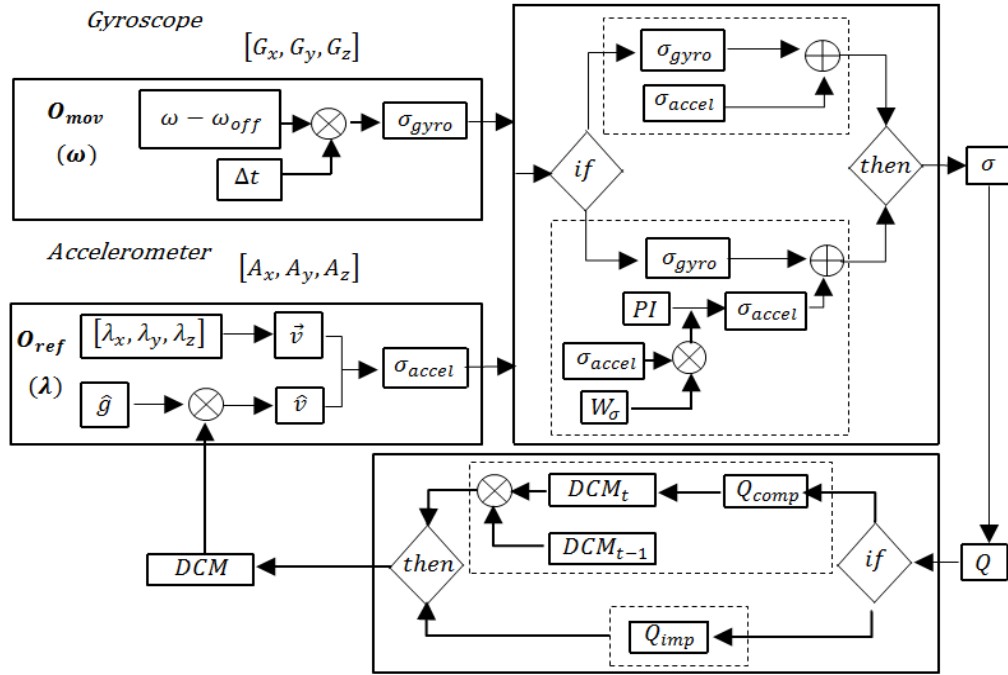 Gyroscope
[G_x, G_y, G_z]
O_mov
(ω)
ω − ω_off
Δt
σ_gyro
if
σ_gyro
σ_accel
then
σ
σ_gyro
PI
σ_accel
σ_accel
W_σ
Accelerometer
[A_x, A_y, A_z]
O_ref
(λ)
[λ_x, λ_y, λ_z]
v⃗
ĝ
v̂
σ_accel
DCM
then
DCM_t
Q_comp
DCM_{t−1}
if
Q
Q_imp